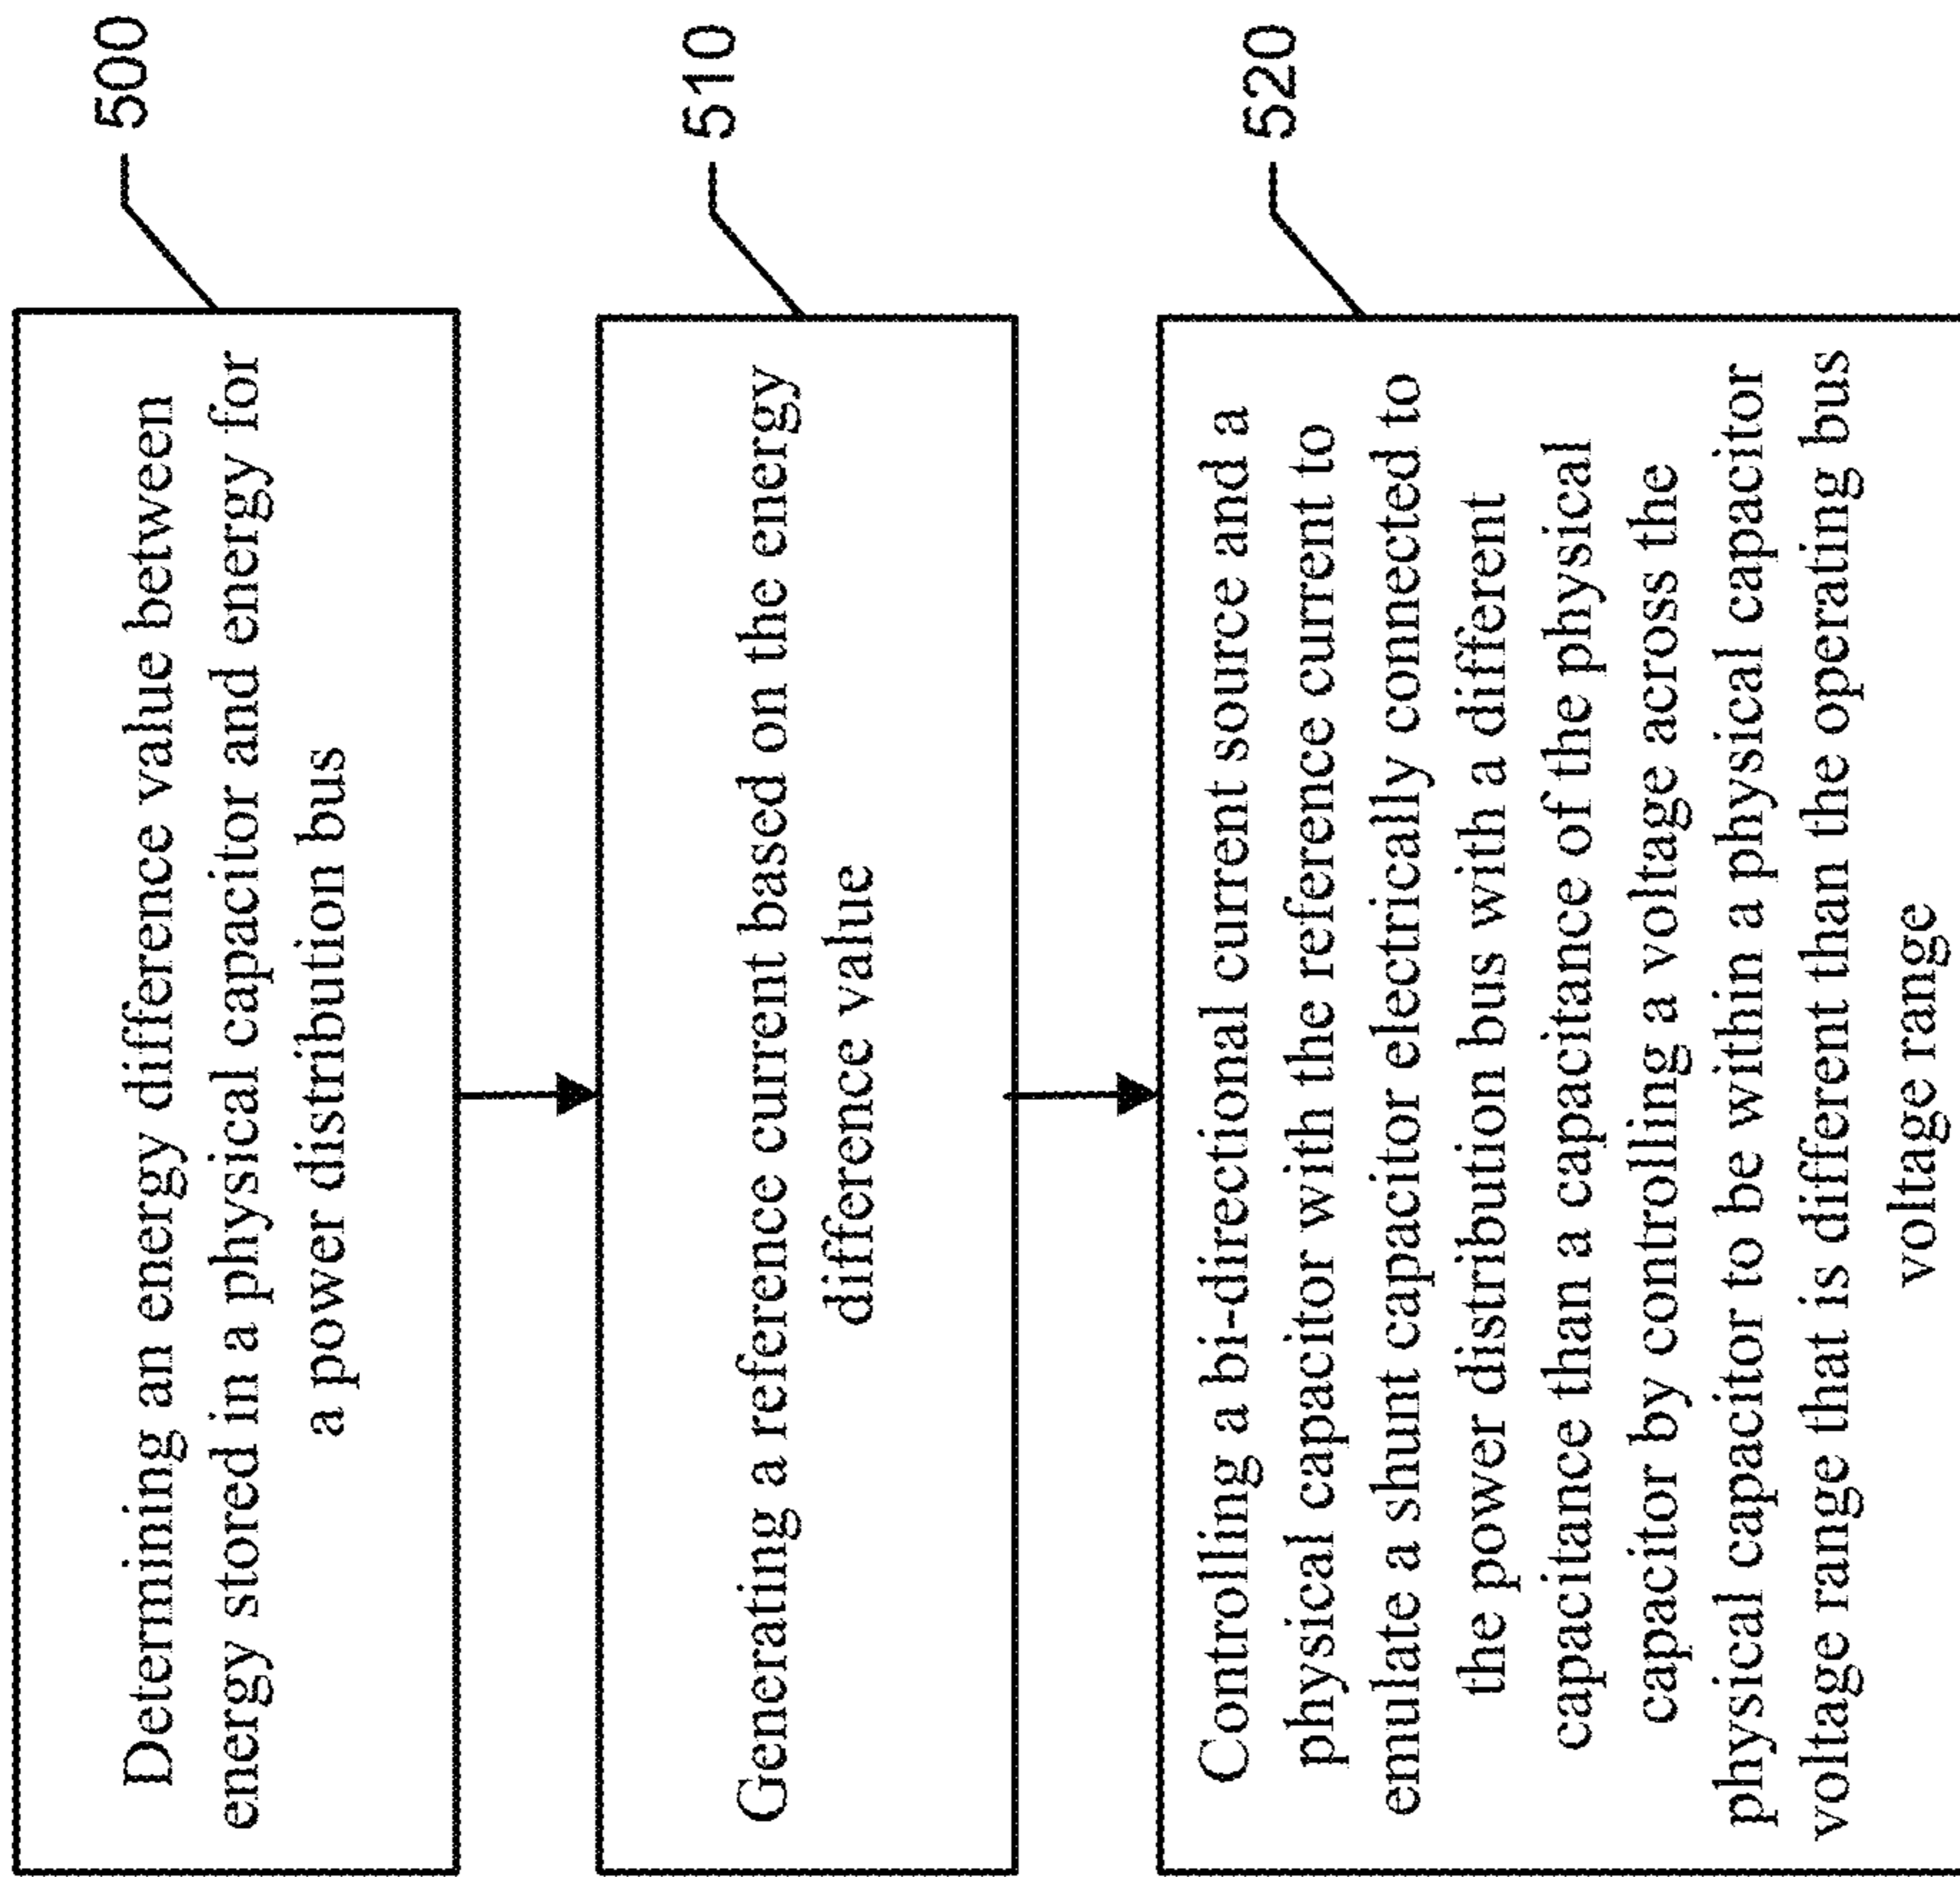 Determining an energy difference value between
energy stored in a physical capacitor and energy for
a power distribution bus
500
Generating a reference current based on the energy
difference value
510
Controlling a bi-directional current source and a
physical capacitor with the reference current to
emulate a shunt capacitor electrically connected to
the power distribution bus with a different
capacitance than a capacitance of the physical
capacitor by controlling a voltage across the
physical capacitor to be within a physical capacitor
voltage range that is different than the operating bus
voltage range
520